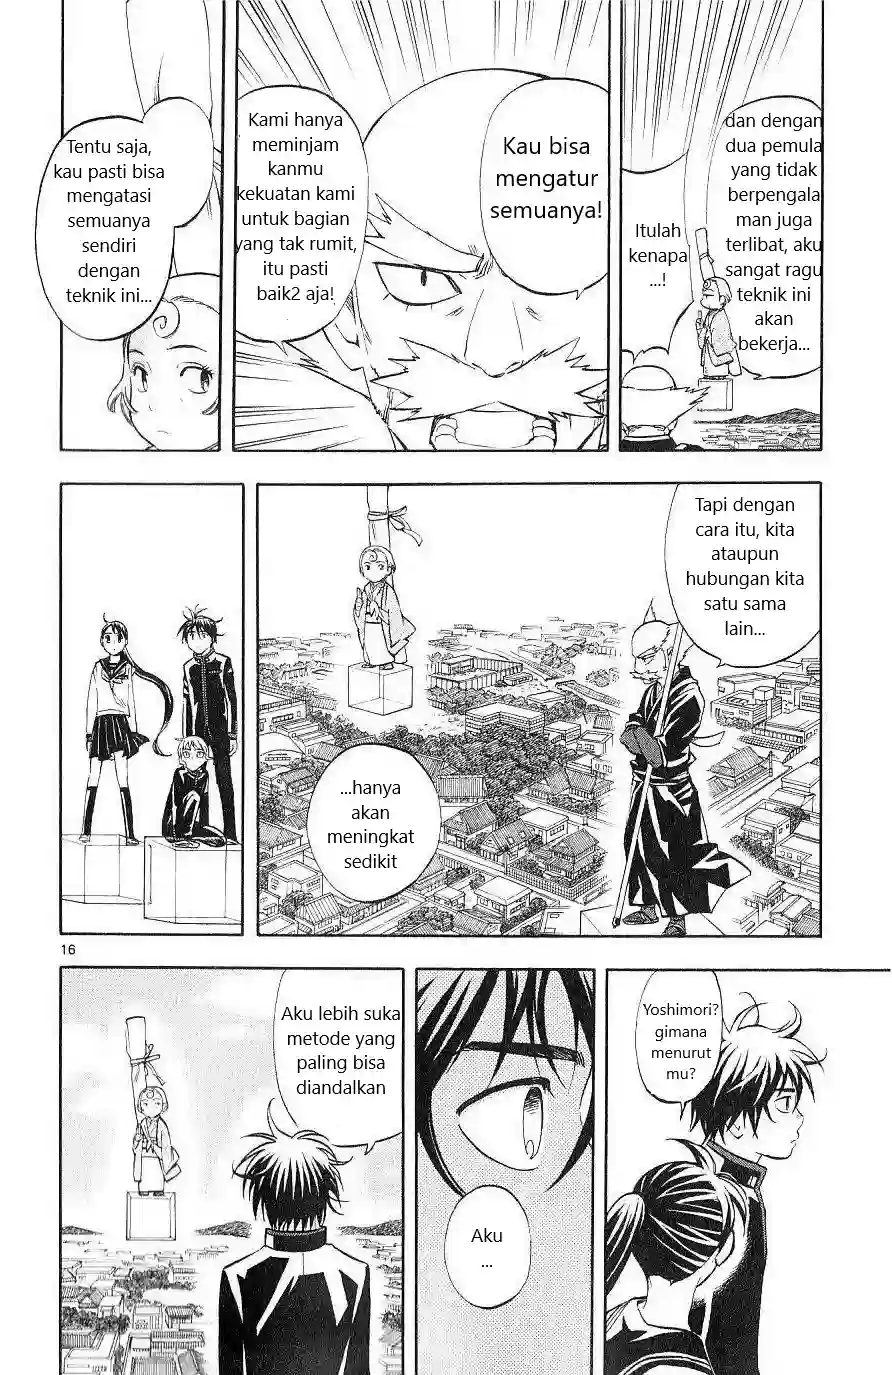 dan dengan
dua pemula
yang tidak
berpengala
man juga
terlibat, aku
sangat ragu
teknik ini
akan
bekerja...
Itulah
kenapa
...!
Kau bisa
mengatur
semuanya!
Kami hanya
meminjam
kanmu
kekuatan kami
untuk bagian
yang tak rumit,
itu pasti
baik2 aja!
Tentu saja,
kau pasti bisa
mengatasi
semuanya
sendiri
dengan
teknik ini...
Tapi dengan
cara itu, kita
ataupun
hubungan kita
satu sama
lain...
...hanya
akan
meningkat
sedikit
16
Yoshimori?
gimana
menurut
mu?
Aku
...
Aku lebih suka
metode yang
paling bisa
diandalkan